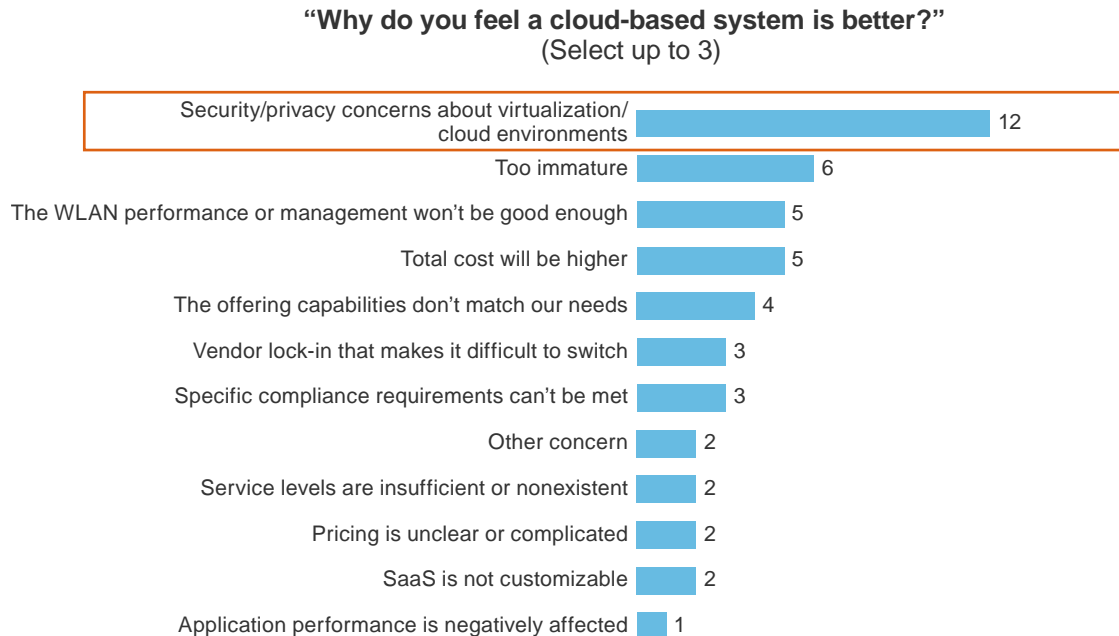 “Why do you feel a cloud-based system is better?”
(Select up to 3)
Security/privacy concerns about virtualization/
cloud environments
12
Too immature
6
The WLAN performance or management won’t be good enough
5
Total cost will be higher
5
The offering capabilities don’t match our needs
4
Vendor lock-in that makes it difficult to switch
3
Specific compliance requirements can’t be met
3
Other concern
2
Service levels are insufficient or nonexistent
2
Pricing is unclear or complicated
2
SaaS is not customizable
2
Application performance is negatively affected
1